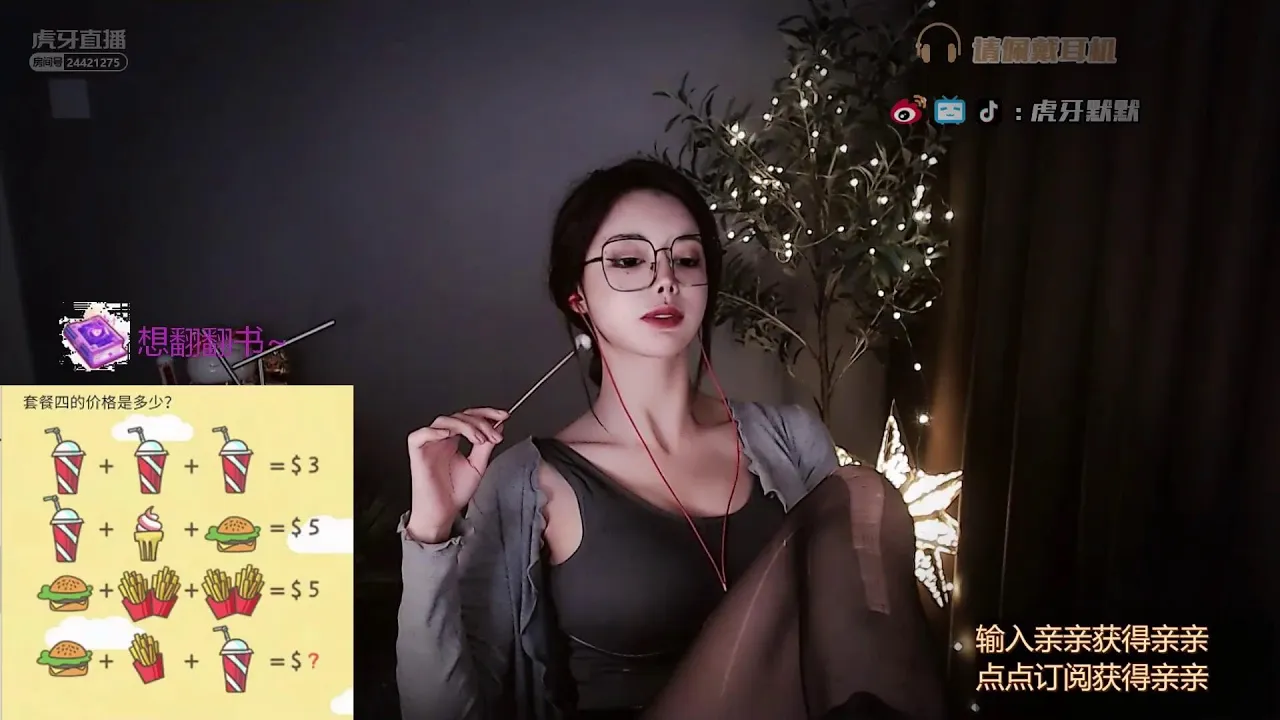 虎牙直播
房间号 24421275
请佩戴耳机
:虎牙默默
想翻翻书~
套餐四的价格是多少?
+ + =$3
+ + =$5
+ + =$5
+ + =$?
输入亲亲获得亲亲
点点订阅获得亲亲